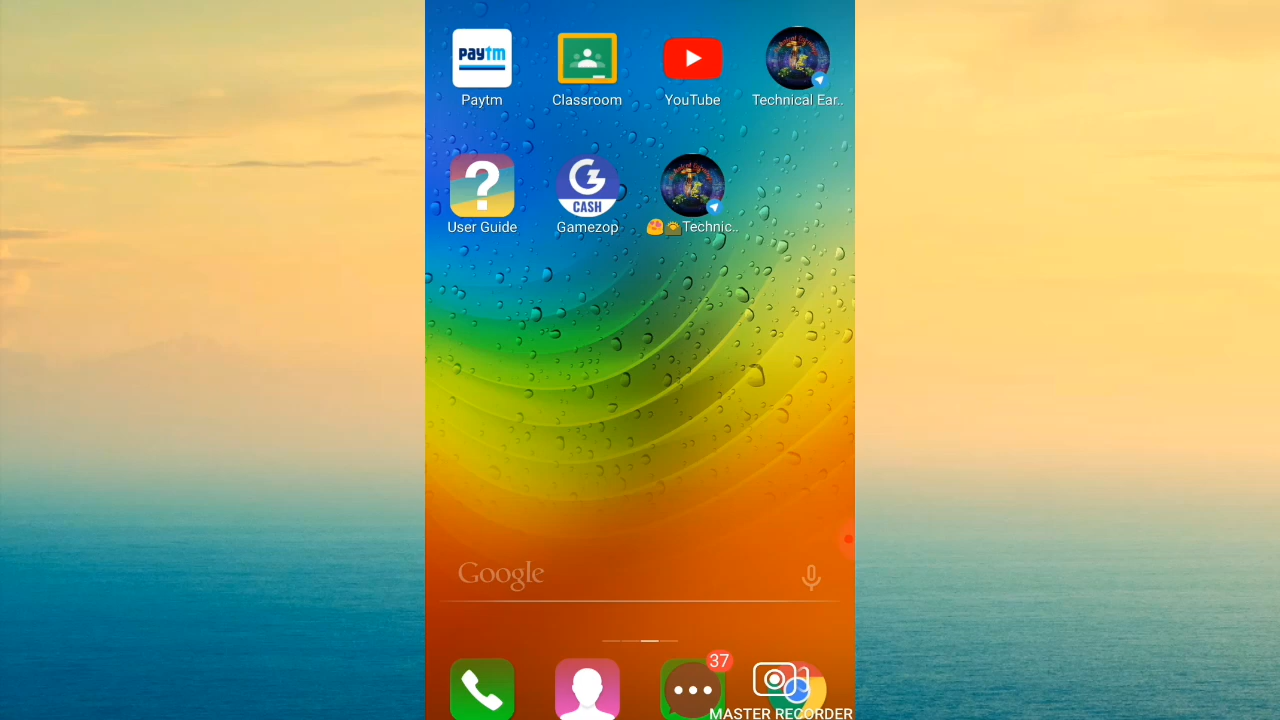 paytm
Paytm
Classroom
YouTube
Technical Ear..
?
User Guide
G
CASH
Gamezop
😍🤑Technic..
Google
37
MASTER RECORDER